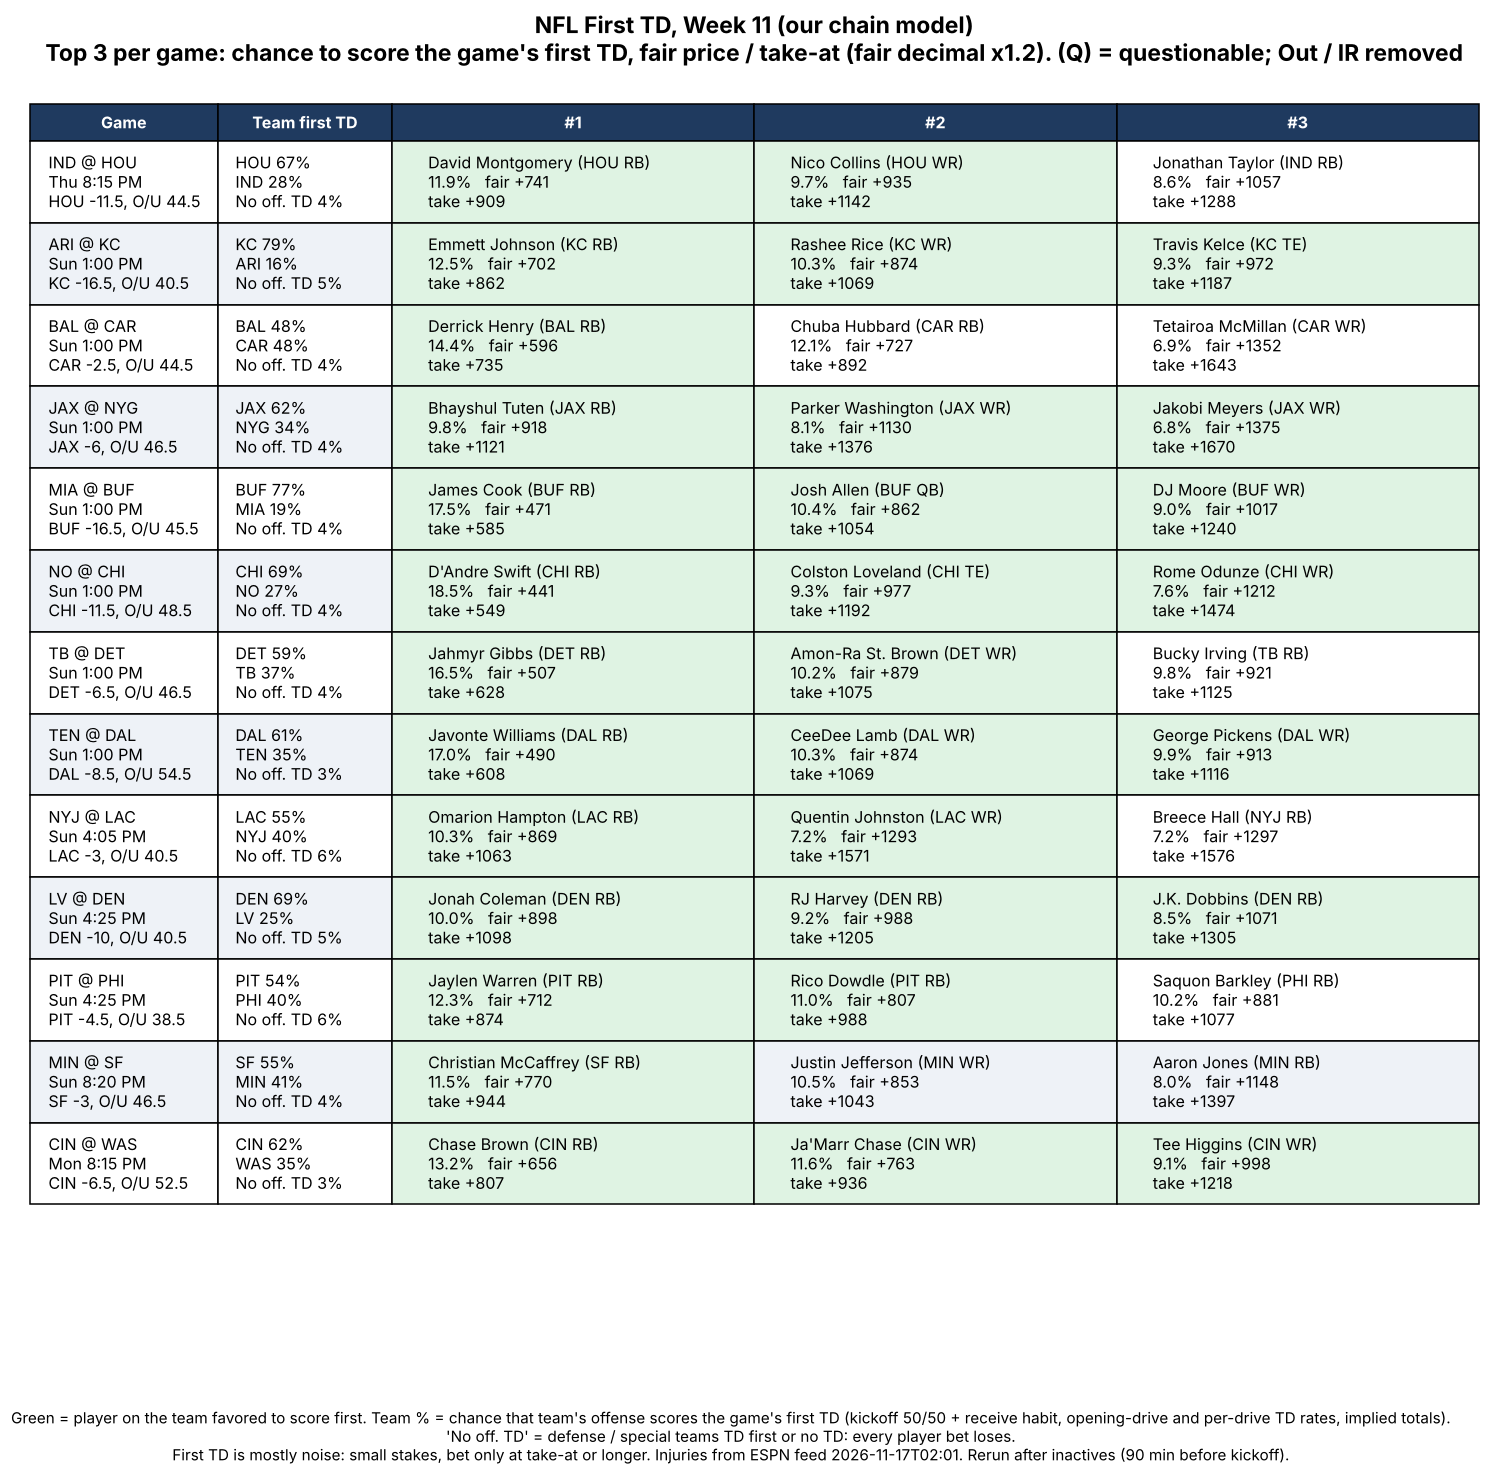 NFL First TD, Week 11 (our chain model)
Top 3 per game: chance to score the game's first TD, fair price / take-at (fair decimal x1.2). (Q) = questionable; Out / IR removed
Game
Team first TD
#1
#2
#3
IND @ HOU
Thu 8:15 PM
HOU -11.5, O/U 44.5
HOU 67%
IND 28%
No off. TD 4%
David Montgomery (HOU RB)
11.9% fair +741
take +909
Nico Collins (HOU WR)
9.7% fair +935
take +1142
Jonathan Taylor (IND RB)
8.6% fair +1057
take +1288
ARI @ KC
Sun 1:00 PM
KC -16.5, O/U 40.5
KC 79%
ARI 16%
No off. TD 5%
Emmett Johnson (KC RB)
12.5% fair +702
take +862
Rashee Rice (KC WR)
10.3% fair +874
take +1069
Travis Kelce (KC TE)
9.3% fair +972
take +1187
BAL @ CAR
Sun 1:00 PM
CAR -2.5, O/U 44.5
BAL 48%
CAR 48%
No off. TD 4%
Derrick Henry (BAL RB)
14.4% fair +596
take +735
Chuba Hubbard (CAR RB)
12.1% fair +727
take +892
Tetairoa McMillan (CAR WR)
6.9% fair +1352
take +1643
JAX @ NYG
Sun 1:00 PM
JAX -6, O/U 46.5
JAX 62%
NYG 34%
No off. TD 4%
Bhayshul Tuten (JAX RB)
9.8% fair +918
take +1121
Parker Washington (JAX WR)
8.1% fair +1130
take +1376
Jakobi Meyers (JAX WR)
6.8% fair +1375
take +1670
MIA @ BUF
Sun 1:00 PM
BUF -16.5, O/U 45.5
BUF 77%
MIA 19%
No off. TD 4%
James Cook (BUF RB)
17.5% fair +471
take +585
Josh Allen (BUF QB)
10.4% fair +862
take +1054
DJ Moore (BUF WR)
9.0% fair +1017
take +1240
NO @ CHI
Sun 1:00 PM
CHI -11.5, O/U 48.5
CHI 69%
NO 27%
No off. TD 4%
D'Andre Swift (CHI RB)
18.5% fair +441
take +549
Colston Loveland (CHI TE)
9.3% fair +977
take +1192
Rome Odunze (CHI WR)
7.6% fair +1212
take +1474
TB @ DET
Sun 1:00 PM
DET -6.5, O/U 46.5
DET 59%
TB 37%
No off. TD 4%
Jahmyr Gibbs (DET RB)
16.5% fair +507
take +628
Amon-Ra St. Brown (DET WR)
10.2% fair +879
take +1075
Bucky Irving (TB RB)
9.8% fair +921
take +1125
TEN @ DAL
Sun 1:00 PM
DAL -8.5, O/U 54.5
DAL 61%
TEN 35%
No off. TD 3%
Javonte Williams (DAL RB)
17.0% fair +490
take +608
CeeDee Lamb (DAL WR)
10.3% fair +874
take +1069
George Pickens (DAL WR)
9.9% fair +913
take +1116
NYJ @ LAC
Sun 4:05 PM
LAC -3, O/U 40.5
LAC 55%
NYJ 40%
No off. TD 6%
Omarion Hampton (LAC RB)
10.3% fair +869
take +1063
Quentin Johnston (LAC WR)
7.2% fair +1293
take +1571
Breece Hall (NYJ RB)
7.2% fair +1297
take +1576
LV @ DEN
Sun 4:25 PM
DEN -10, O/U 40.5
DEN 69%
LV 25%
No off. TD 5%
Jonah Coleman (DEN RB)
10.0% fair +898
take +1098
RJ Harvey (DEN RB)
9.2% fair +988
take +1205
J.K. Dobbins (DEN RB)
8.5% fair +1071
take +1305
PIT @ PHI
Sun 4:25 PM
PIT -4.5, O/U 38.5
PIT 54%
PHI 40%
No off. TD 6%
Jaylen Warren (PIT RB)
12.3% fair +712
take +874
Rico Dowdle (PIT RB)
11.0% fair +807
take +988
Saquon Barkley (PHI RB)
10.2% fair +881
take +1077
MIN @ SF
Sun 8:20 PM
SF -3, O/U 46.5
SF 55%
MIN 41%
No off. TD 4%
Christian McCaffrey (SF RB)
11.5% fair +770
take +944
Justin Jefferson (MIN WR)
10.5% fair +853
take +1043
Aaron Jones (MIN RB)
8.0% fair +1148
take +1397
CIN @ WAS
Mon 8:15 PM
CIN -6.5, O/U 52.5
CIN 62%
WAS 35%
No off. TD 3%
Chase Brown (CIN RB)
13.2% fair +656
take +807
Ja'Marr Chase (CIN WR)
11.6% fair +763
take +936
Tee Higgins (CIN WR)
9.1% fair +998
take +1218
Green = player on the team favored to score first. Team % = chance that team's offense scores the game's first TD (kickoff 50/50 + receive habit, opening-drive and per-drive TD rates, implied totals).
'No off. TD' = defense / special teams TD first or no TD: every player bet loses.
First TD is mostly noise: small stakes, bet only at take-at or longer. Injuries from ESPN feed 2026-11-17T02:01. Rerun after inactives (90 min before kickoff).